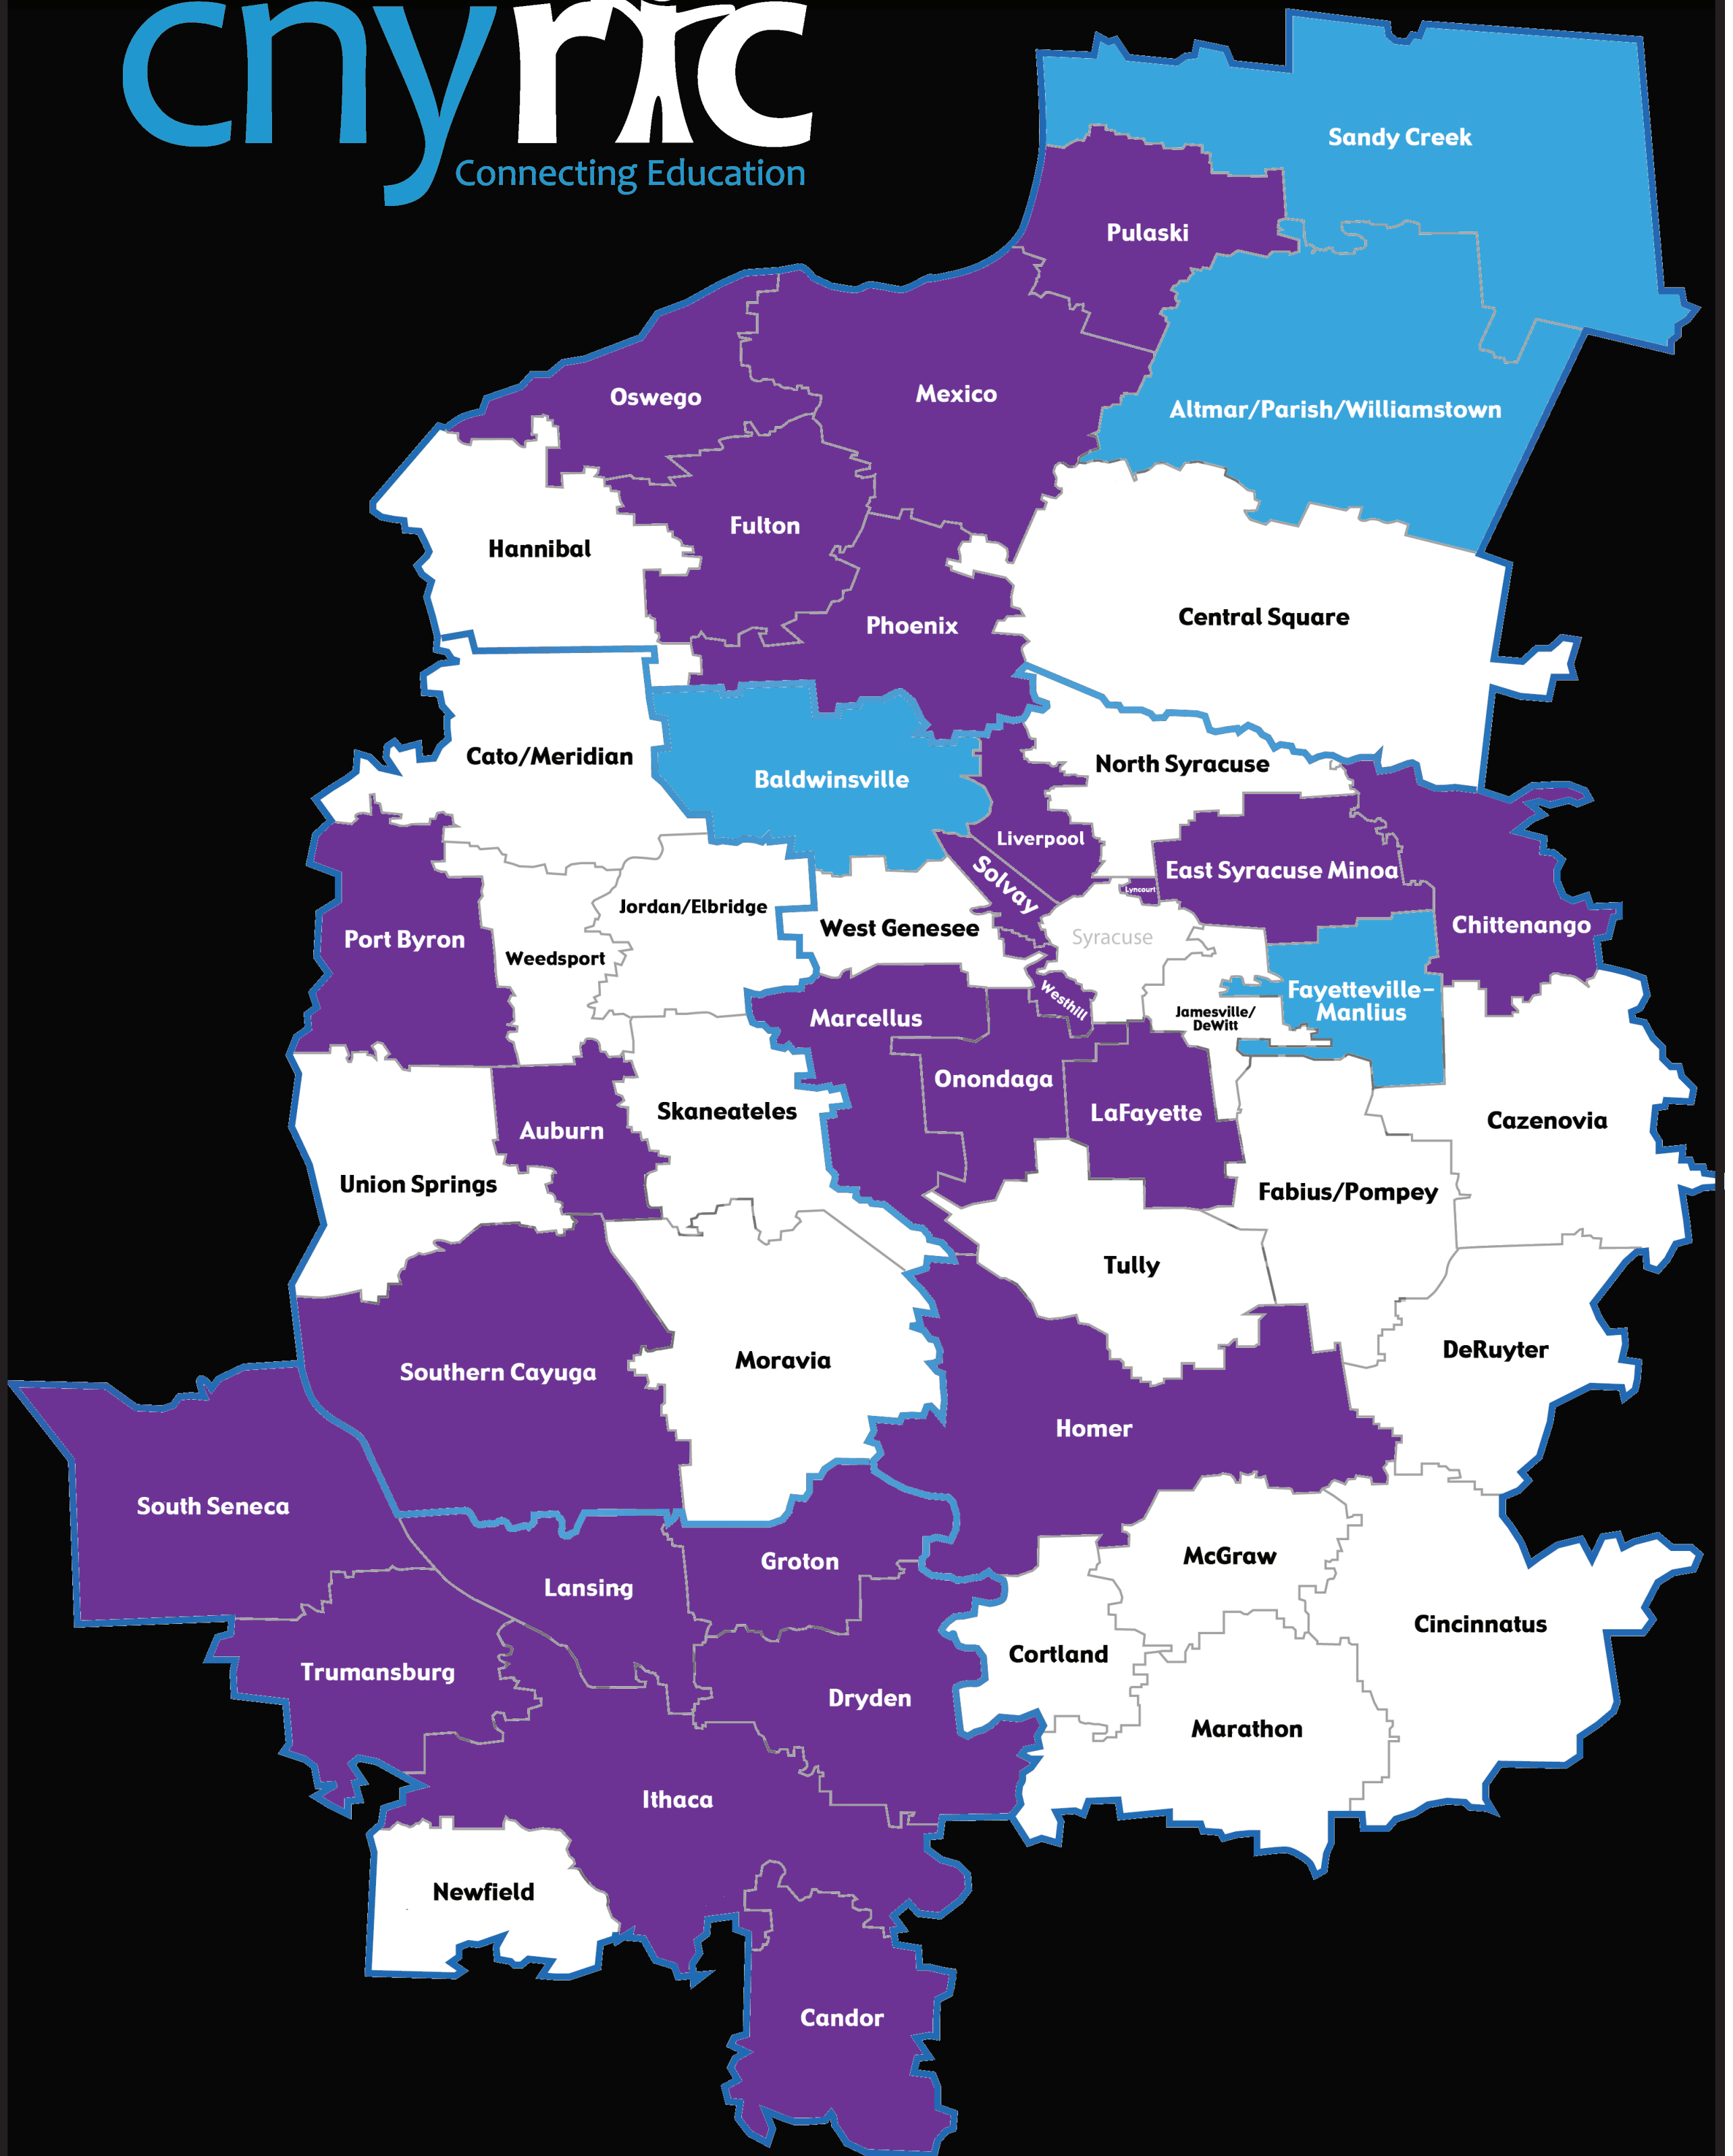 cnyric
Connecting Education
Sandy Creek
Pulaski
Oswego
Mexico
Altmar/Parish/Williamstown
Fulton
Hannibal
Phoenix
Central Square
Cato/Meridian
North Syracuse
Baldwinsville
Liverpool
East Syracuse Minoa
Solvay
Lyncourt
Jordan/Elbridge
West Genesee
Chittenango
Port Byron
Syracuse
Weedsport
Fayetteville-
Manlius
Westhill
Marcellus
Jamesville/
DeWitt
Onondaga
Skaneateles
LaFayette
Cazenovia
Auburn
Union Springs
Fabius/Pompey
Tully
DeRuyter
Moravia
Southern Cayuga
Homer
South Seneca
McGraw
Groton
Lansing
Cincinnatus
Cortland
Trumansburg
Dryden
Marathon
Ithaca
Newfield
Candor